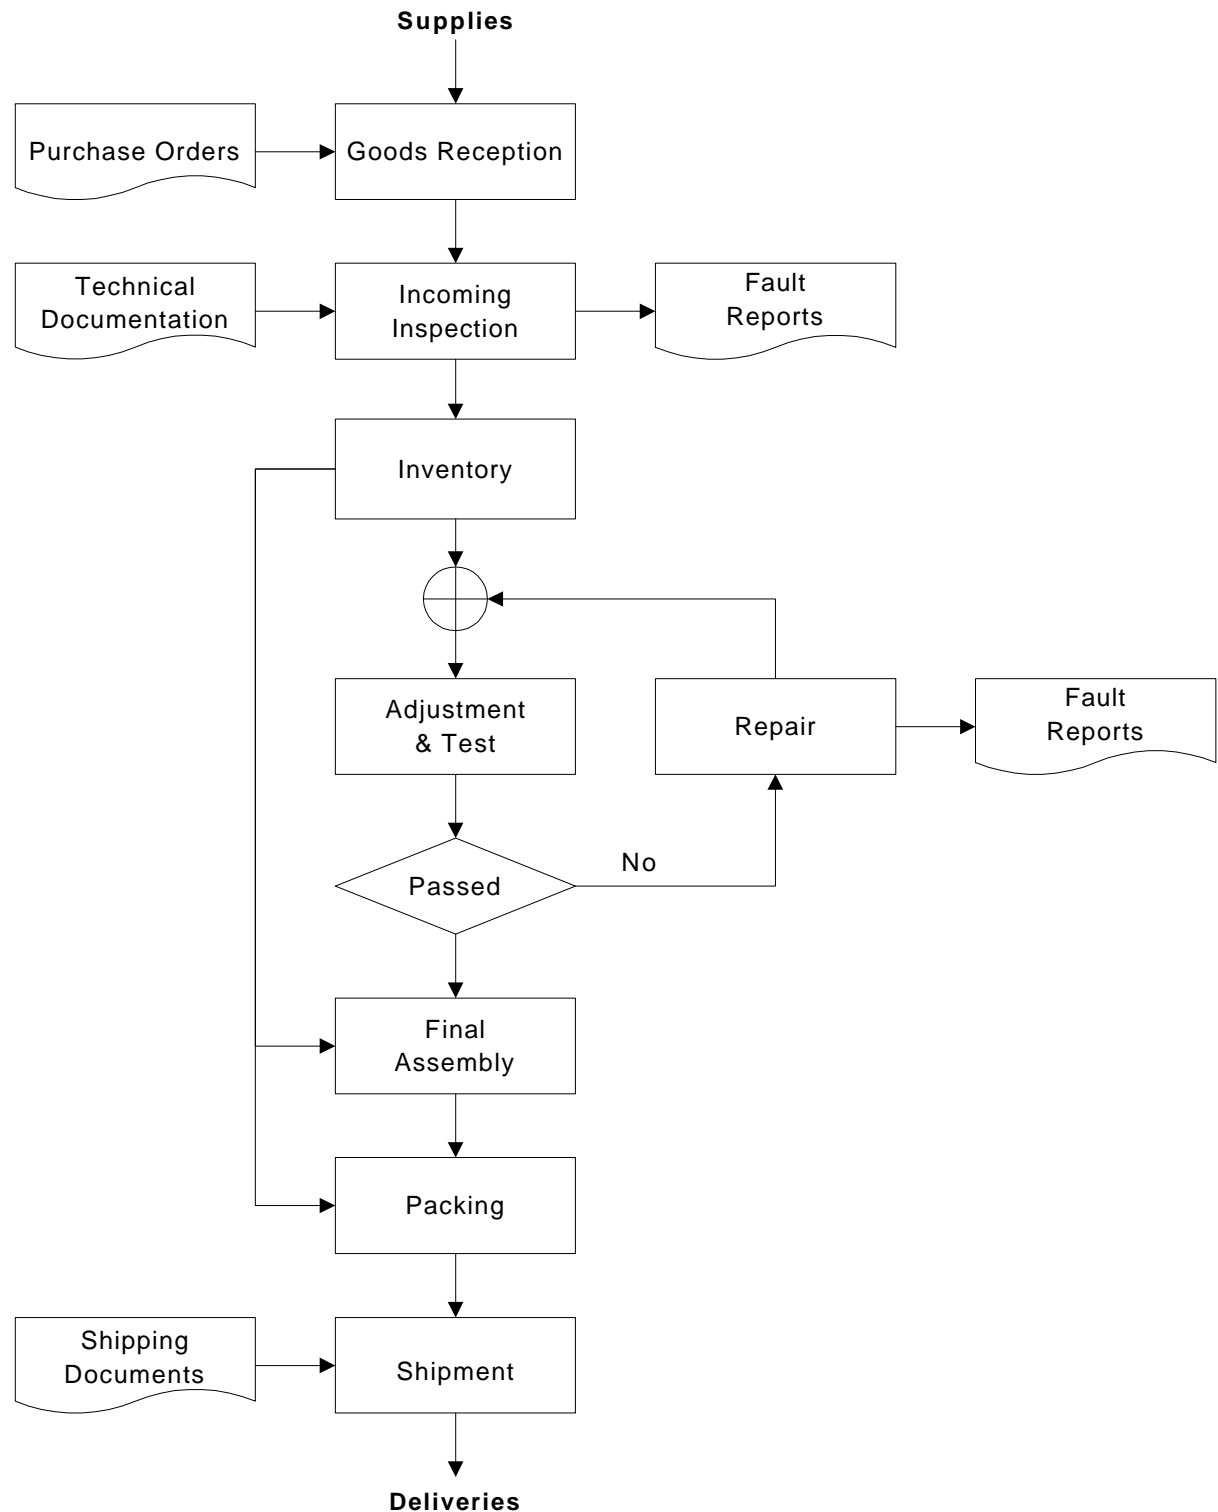 Supplies
Purchase Orders
Goods Reception
Technical
Documentation
Incoming
Inspection
Fault
Reports
Inventory
Adjustment
& Test
Repair
Fault
Reports
Passed
No
Final
Assembly
Packing
Shipping
Documents
Shipment
Deliveries